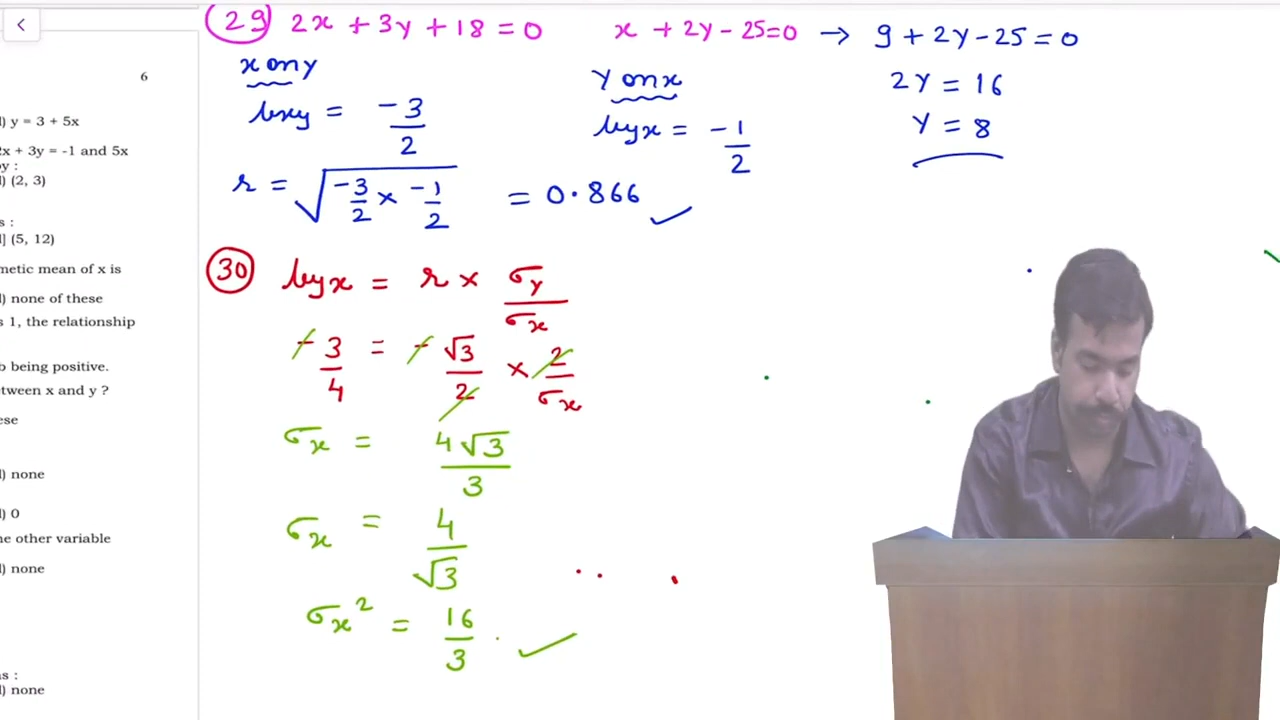 <
6
) y = 3 + 5x
2x + 3y = -1 and 5x
by :
) (2, 3)
s :
] (5, 12)
metic mean of x is
) none of these
s 1, the relationship
b being positive.
tween x and y ?
ese
) none
) 0
ne other variable
) none
ns :
) none
29 2x + 3y + 18 = 0 x + 2y - 25 = 0 → 9 + 2y - 25 = 0
x on y
bxy = -3/2
y on x
byx = -1/2
2y = 16
y = 8
r = √(-3/2 × -1/2) = 0.866 ✓
30 byx = r × σy/σx
-3/4 = -√3/2 × 2/σx
σx = 4√3/3
σx = 4/√3
σx² = 16/3 ✓